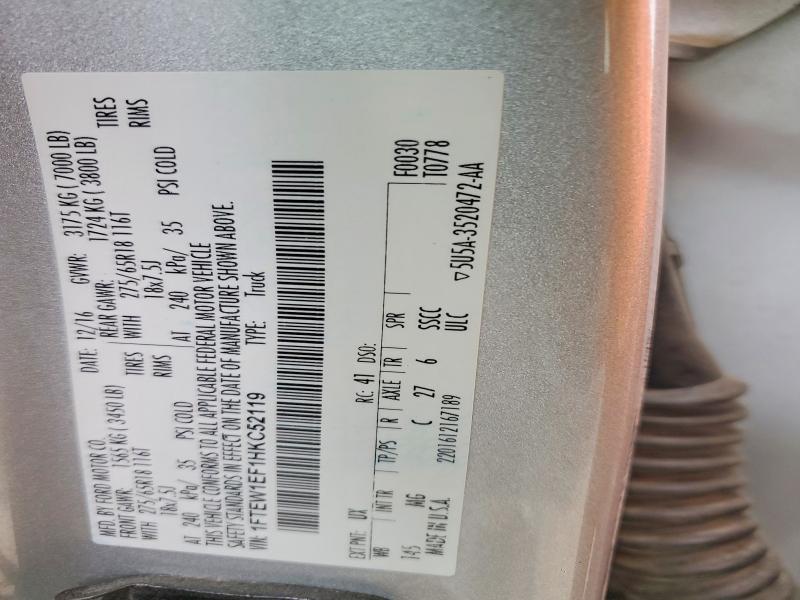 MFD. BY FORD MOTOR CO.
DATE: 12/16 GVWR: 3175 KG ( 7000 LB)
FRONT GAWR: 1565 KG (3450 LB) REAR GAWR: 1724 KG ( 3800 LB)
WITH 275/65R18 116T TIRES WITH 275/65R18 116T TIRES
18x7.5J RIMS 18x7.5J RIMS
AT 240 kPa/ 35 PSI COLD AT 240 kPa/ 35 PSI COLD
THIS VEHICLE CONFORMS TO ALL APPLICABLE FEDERAL MOTOR VEHICLE
SAFETY STANDARDS IN EFFECT ON THE DATE OF MANUFACTURE SHOWN ABOVE.
VIN: 1FTEW1EF1HKC52119 TYPE: Truck
EXT PNT: UX RC: 41 DSO:
WB INT TR TP/PS R AXLE TR SPR F0030
145 MG C 27 6 SSCC T0778
MADE IN U.S.A. 2201612167189 ULC
▽5U5A-3520472-AA